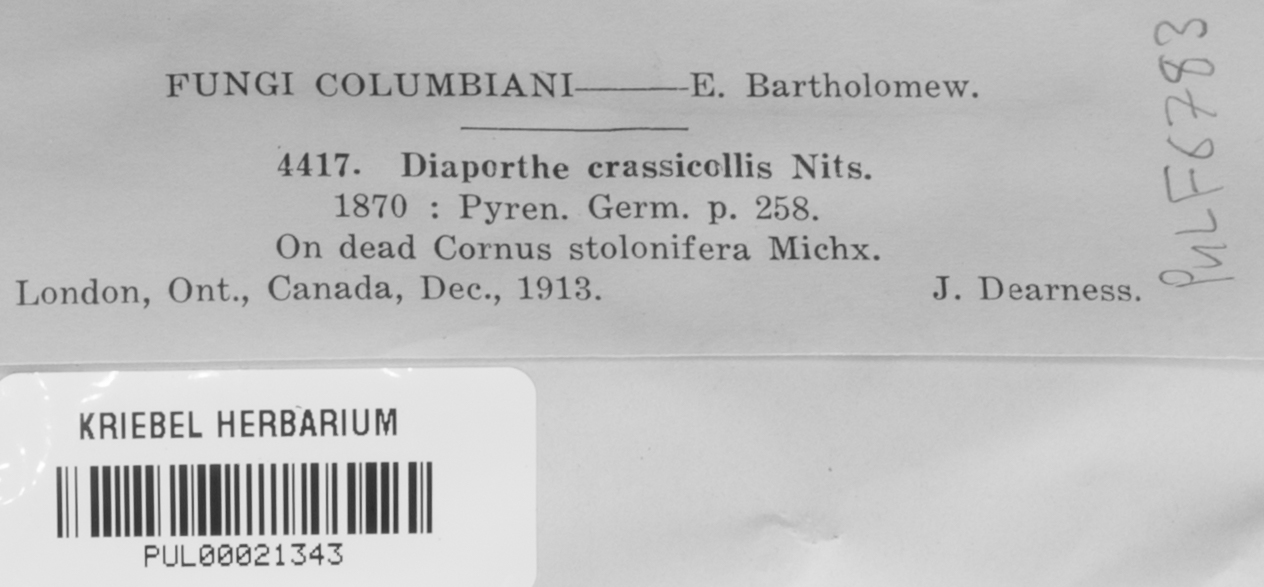 FUNGI COLUMBIANI———E. Bartholomew.
4417. Diaporthe crassicollis Nits.
1870 : Pyren. Germ. p. 258.
On dead Cornus stolonifera Michx.
London, Ont., Canada, Dec., 1913. J. Dearness.
PuLF6783
KRIEBEL HERBARIUM
PUL00021343